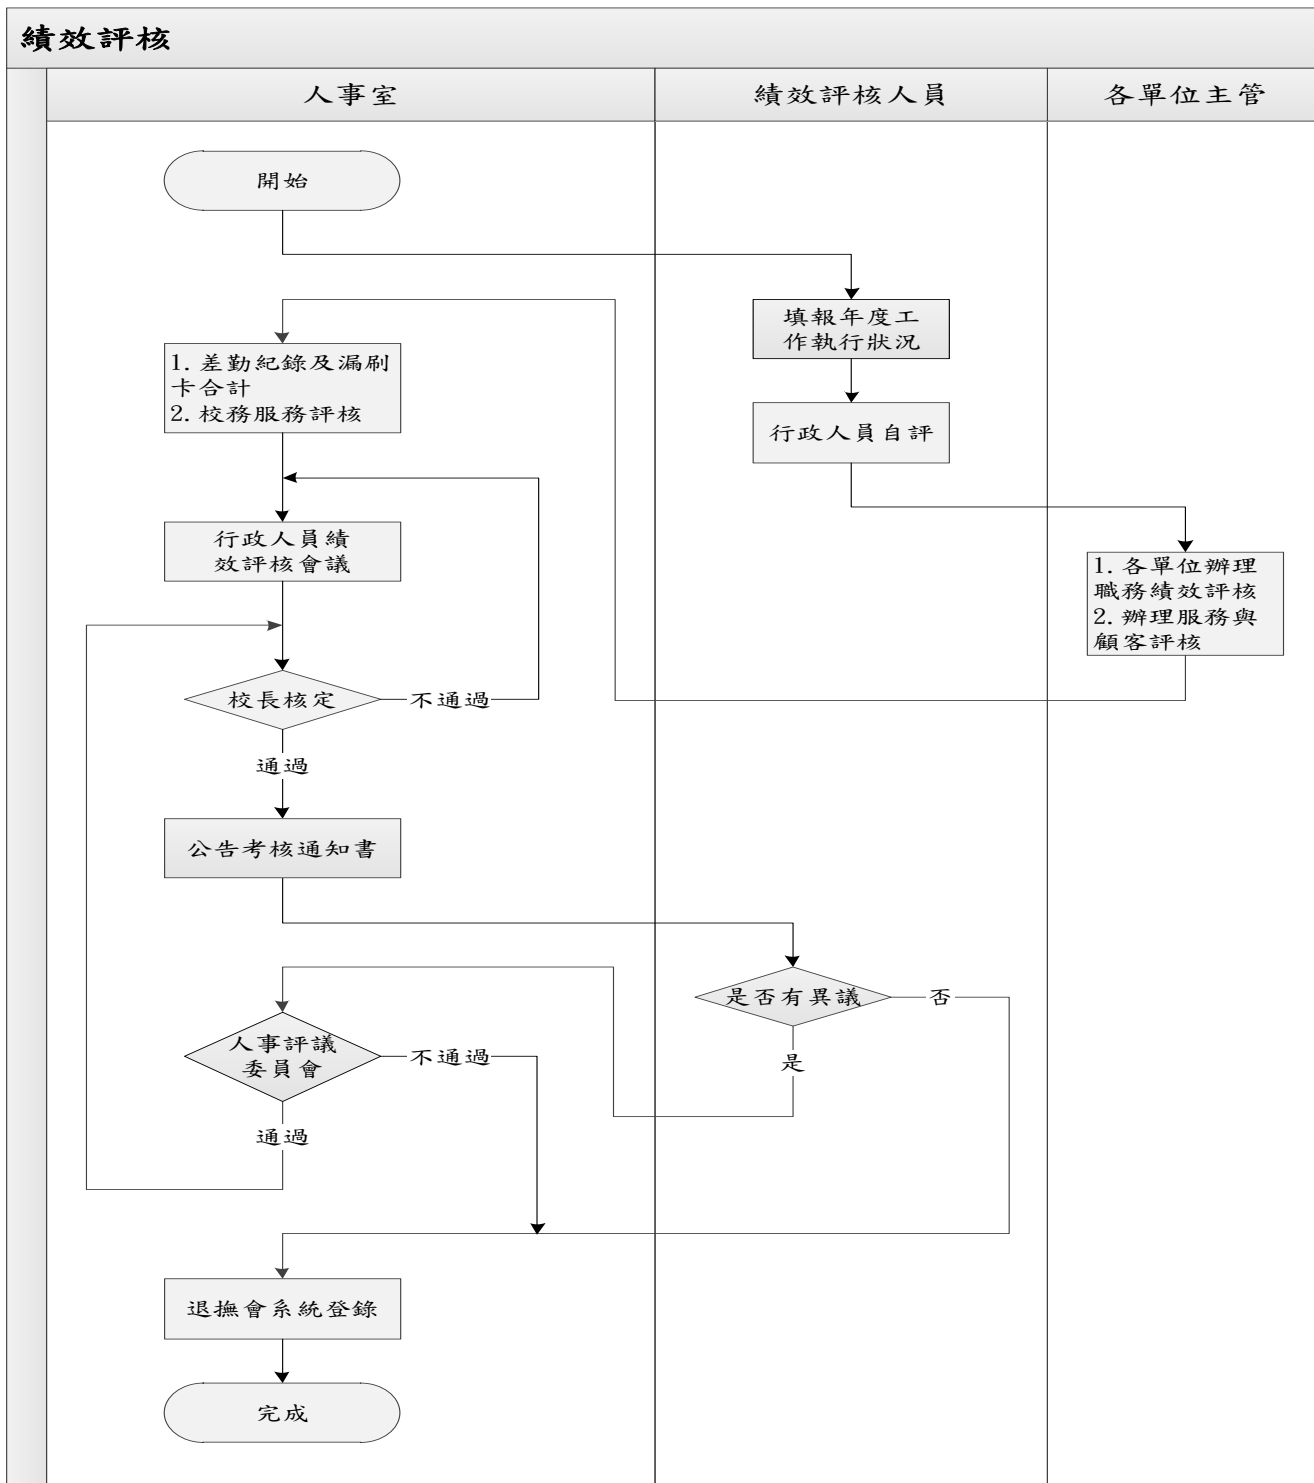 績效評核
人事室
績效評核人員
各單位主管
開始
填報年度工
作執行狀況
1. 差勤紀錄及漏刷
卡合計
2. 校務服務評核
行政人員自評
行政人員績
效評核會議
1. 各單位辦理
職務績效評核
2. 辦理服務與
顧客評核
校長核定
不通過
通過
公告考核通知書
是否有異議
否
是
人事評議
委員會
不通過
通過
退撫會系統登錄
完成